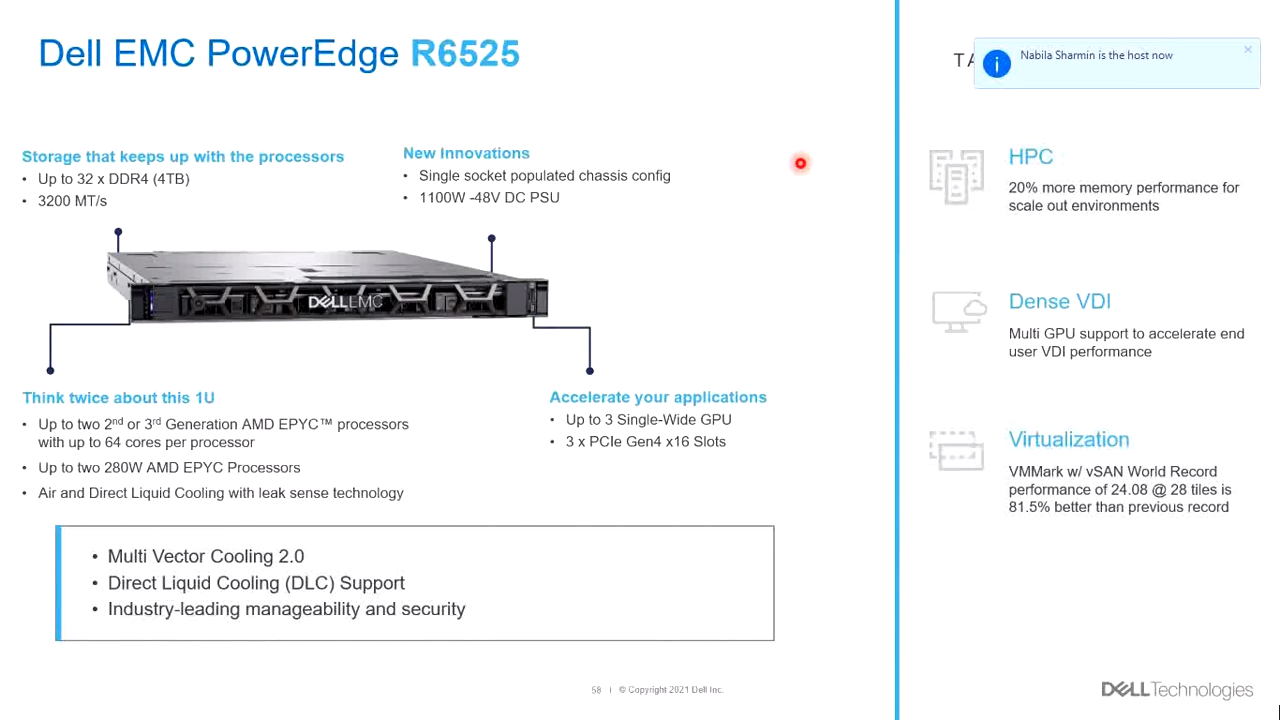 Dell EMC PowerEdge R6525
Nabila Sharmin is the host now
Storage that keeps up with the processors
• Up to 32 x DDR4 (4TB)
• 3200 MT/s
New Innovations
• Single socket populated chassis config
• 1100W -48V DC PSU
DELLEMC
Think twice about this 1U
• Up to two 2nd or 3rd Generation AMD EPYC™ processors
with up to 64 cores per processor
• Up to two 280W AMD EPYC Processors
• Air and Direct Liquid Cooling with leak sense technology
Accelerate your applications
• Up to 3 Single-Wide GPU
• 3 x PCIe Gen4 x16 Slots
• Multi Vector Cooling 2.0
• Direct Liquid Cooling (DLC) Support
• Industry-leading manageability and security
HPC
20% more memory performance for
scale out environments
Dense VDI
Multi GPU support to accelerate end
user VDI performance
Virtualization
VMMark w/ vSAN World Record
performance of 24.08 @ 28 tiles is
81.5% better than previous record
58 | © Copyright 2021 Dell Inc.
DELLTechnologies